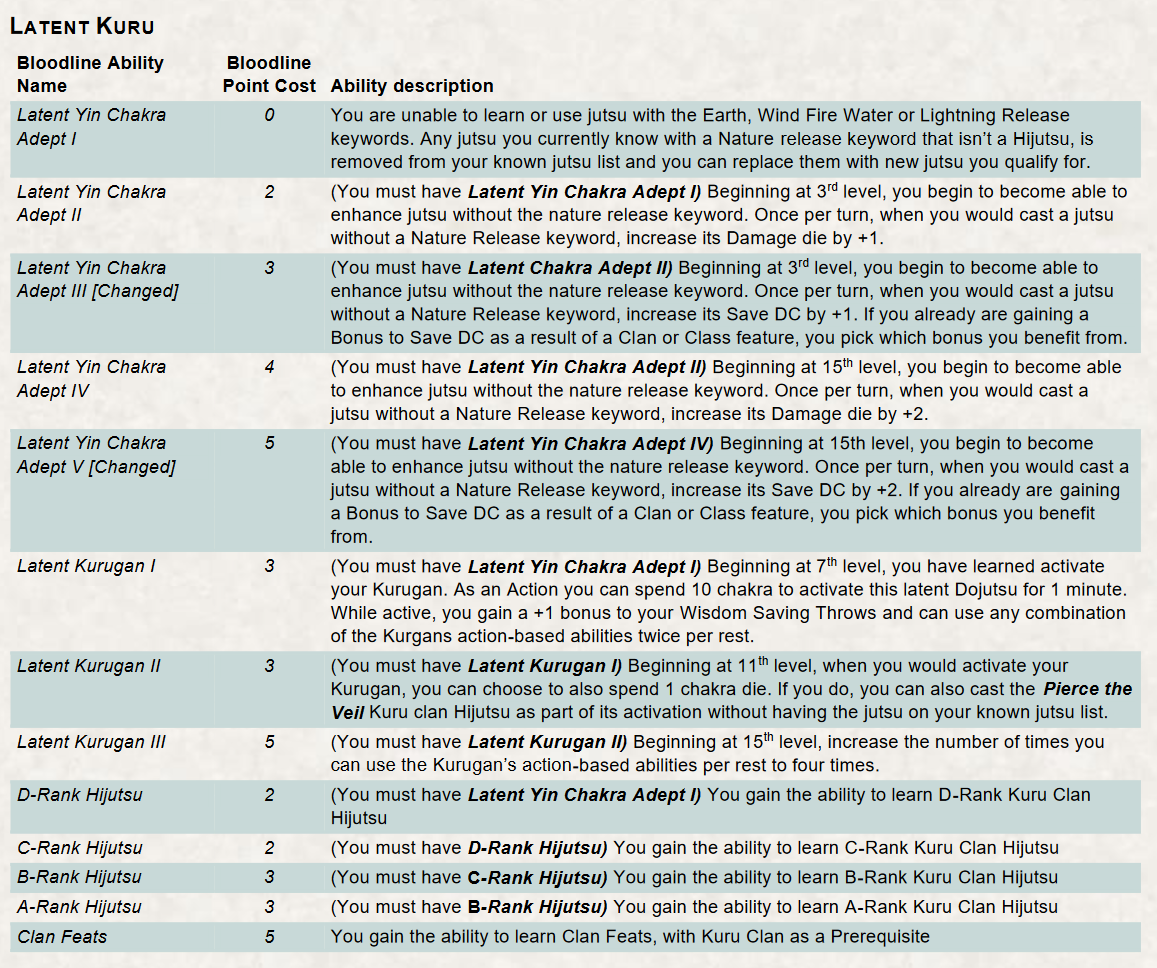 LATENT KURU
Bloodline Ability Name Bloodline Point Cost Ability description
Latent Yin Chakra Adept I 0 You are unable to learn or use jutsu with the Earth, Wind Fire Water or Lightning Release
keywords. Any jutsu you currently know with a Nature release keyword that isn’t a Hijutsu, is
removed from your known jutsu list and you can replace them with new jutsu you qualify for.
Latent Yin Chakra Adept II 2 (You must have Latent Yin Chakra Adept I) Beginning at 3rd level, you begin to become able to
enhance jutsu without the nature release keyword. Once per turn, when you would cast a jutsu
without a Nature Release keyword, increase its Damage die by +1.
Latent Yin Chakra Adept III [Changed] 3 (You must have Latent Chakra Adept II) Beginning at 3rd level, you begin to become able to
enhance jutsu without the nature release keyword. Once per turn, when you would cast a jutsu
without a Nature Release keyword, increase its Save DC by +1. If you already are gaining a
Bonus to Save DC as a result of a Clan or Class feature, you pick which bonus you benefit from.
Latent Yin Chakra Adept IV 4 (You must have Latent Yin Chakra Adept II) Beginning at 15th level, you begin to become able
to enhance jutsu without the nature release keyword. Once per turn, when you would cast a
jutsu without a Nature Release keyword, increase its Damage die by +2.
Latent Yin Chakra Adept V [Changed] 5 (You must have Latent Yin Chakra Adept IV) Beginning at 15th level, you begin to become
able to enhance jutsu without the nature release keyword. Once per turn, when you would cast a
jutsu without a Nature Release keyword, increase its Save DC by +2. If you already are gaining
a Bonus to Save DC as a result of a Clan or Class feature, you pick which bonus you benefit
from.
Latent Kurugan I 3 (You must have Latent Yin Chakra Adept I) Beginning at 7th level, you have learned activate
your Kurugan. As an Action you can spend 10 chakra to activate this latent Dojutsu for 1 minute.
While active, you gain a +1 bonus to your Wisdom Saving Throws and can use any combination
of the Kurgans action-based abilities twice per rest.
Latent Kurugan II 3 (You must have Latent Kurugan I) Beginning at 11th level, when you would activate your
Kurugan, you can choose to also spend 1 chakra die. If you do, you can also cast the Pierce the
Veil Kuru clan Hijutsu as part of its activation without having the jutsu on your known jutsu list.
Latent Kurugan III 5 (You must have Latent Kurugan II) Beginning at 15th level, increase the number of times you
can use the Kurugan’s action-based abilities per rest to four times.
D-Rank Hijutsu 2 (You must have Latent Yin Chakra Adept I) You gain the ability to learn D-Rank Kuru Clan
Hijutsu
C-Rank Hijutsu 2 (You must have D-Rank Hijutsu) You gain the ability to learn C-Rank Kuru Clan Hijutsu
B-Rank Hijutsu 3 (You must have C-Rank Hijutsu) You gain the ability to learn B-Rank Kuru Clan Hijutsu
A-Rank Hijutsu 3 (You must have B-Rank Hijutsu) You gain the ability to learn A-Rank Kuru Clan Hijutsu
Clan Feats 5 You gain the ability to learn Clan Feats, with Kuru Clan as a Prerequisite